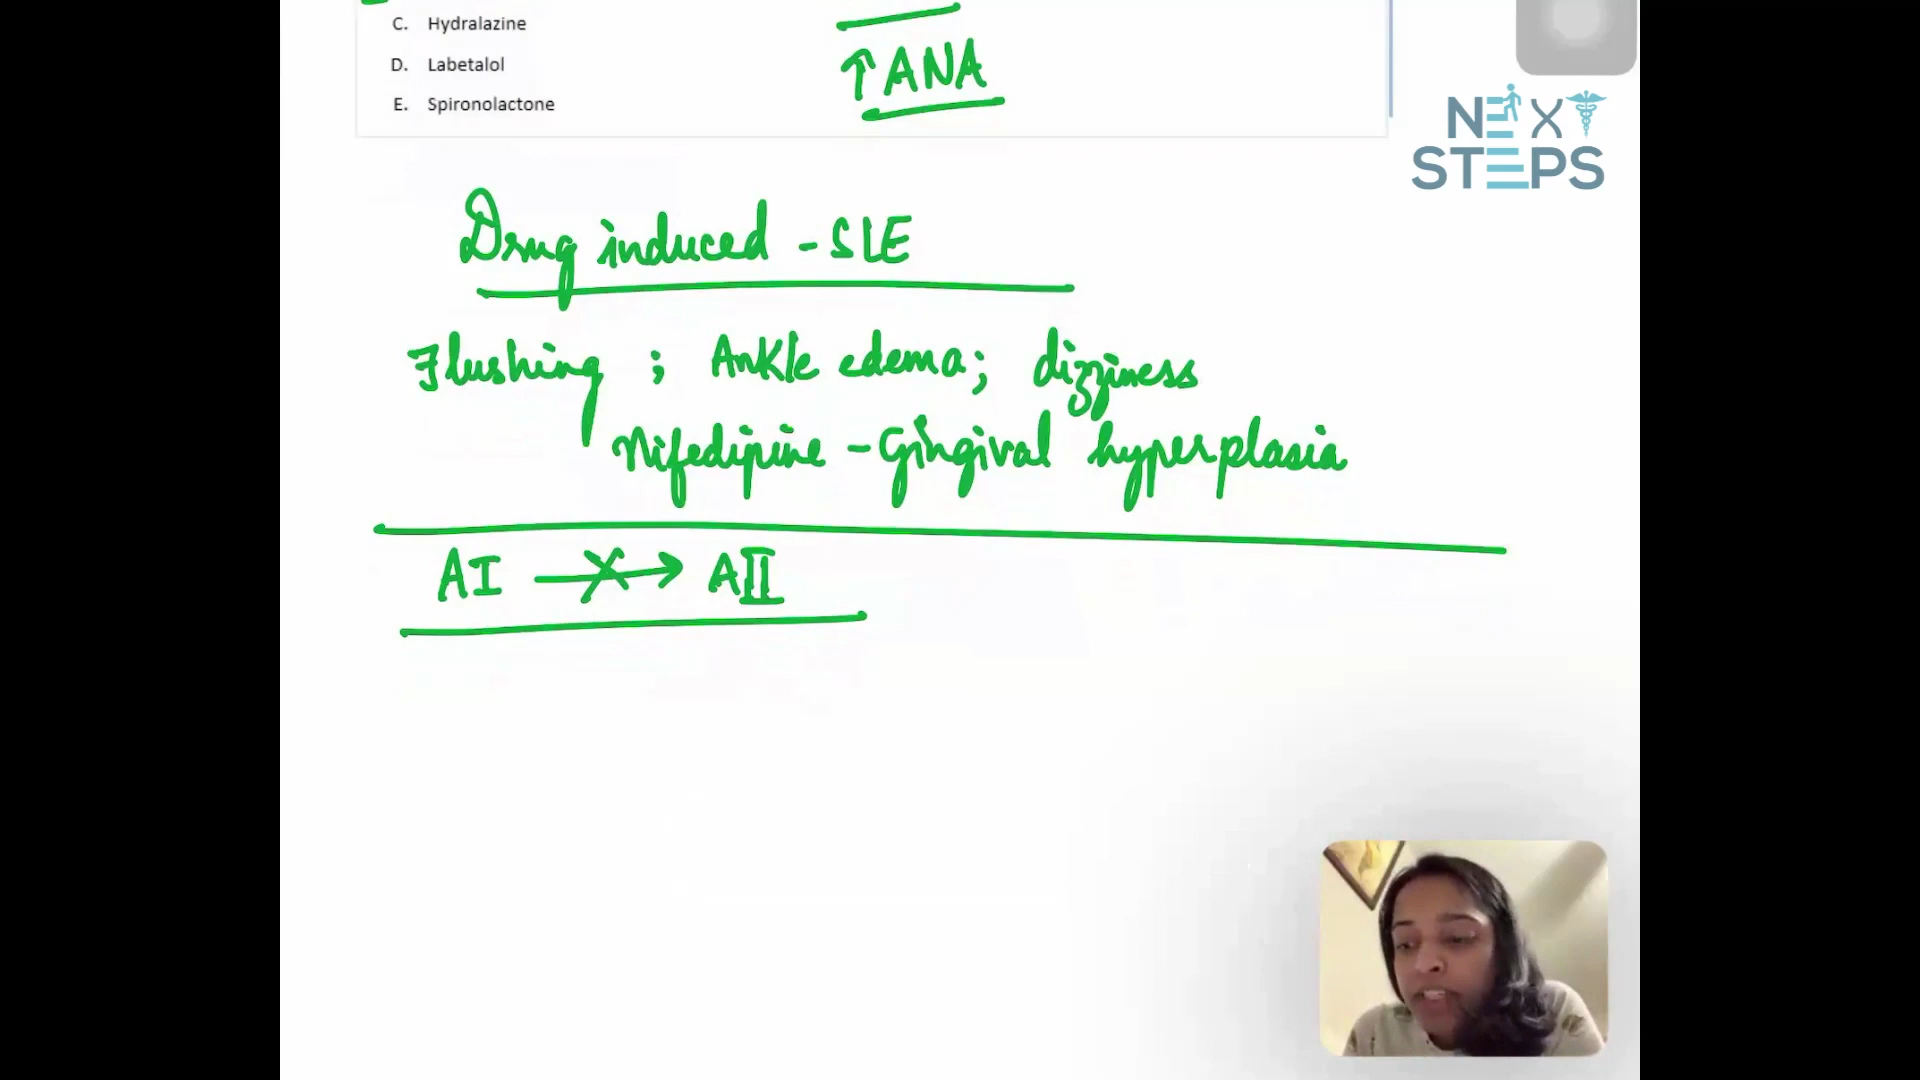 C. Hydralazine
↑ANA
D. Labetalol
E. Spironolactone
NEXT
STEPS
Drug induced - SLE
Flushing ; Ankle edema; dizziness
Nifedipine - Gingival hyperplasia
AI → AII